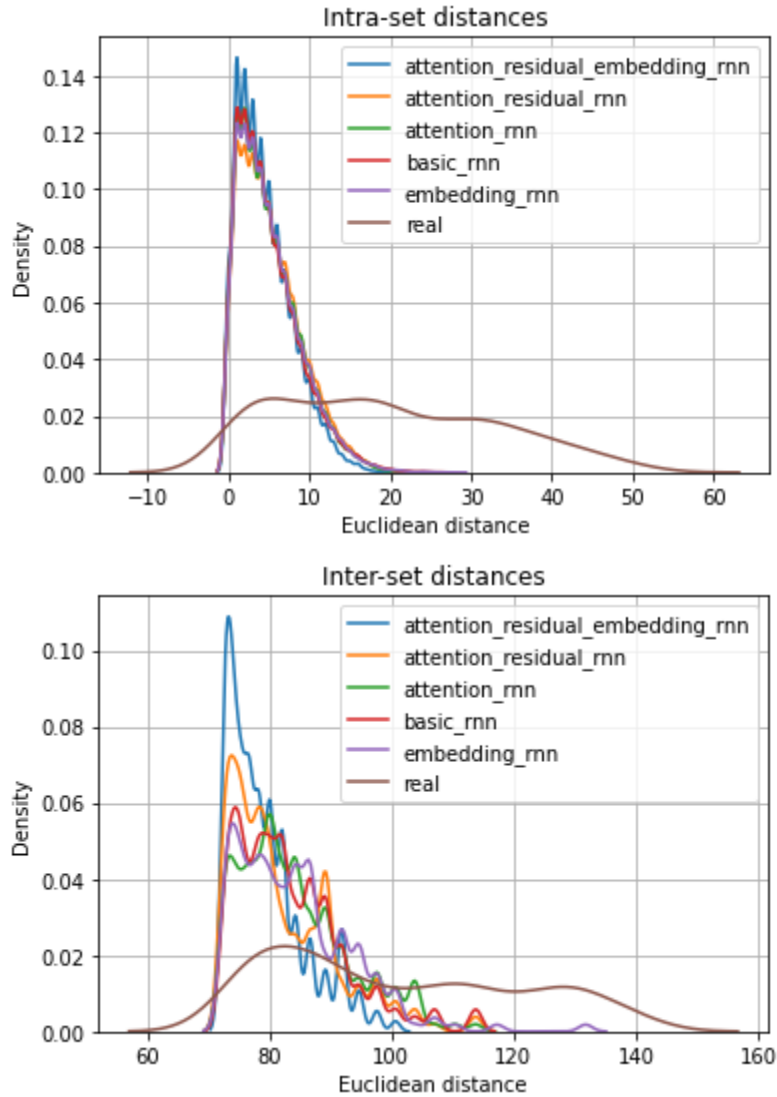 Intra-set distances
attention_residual_embedding_rnn
attention_residual_rnn
attention_rnn
basic_rnn
embedding_rnn
real
0.14
0.12
0.10
0.08
0.06
0.04
0.02
0.00
Density
−10 0 10 20 30 40 50 60
Euclidean distance
Inter-set distances
attention_residual_embedding_rnn
attention_residual_rnn
attention_rnn
basic_rnn
embedding_rnn
real
0.10
0.08
0.06
0.04
0.02
0.00
Density
60 80 100 120 140 160
Euclidean distance